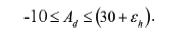 -10 ≤ A_d ≤ (30 + ε_h).